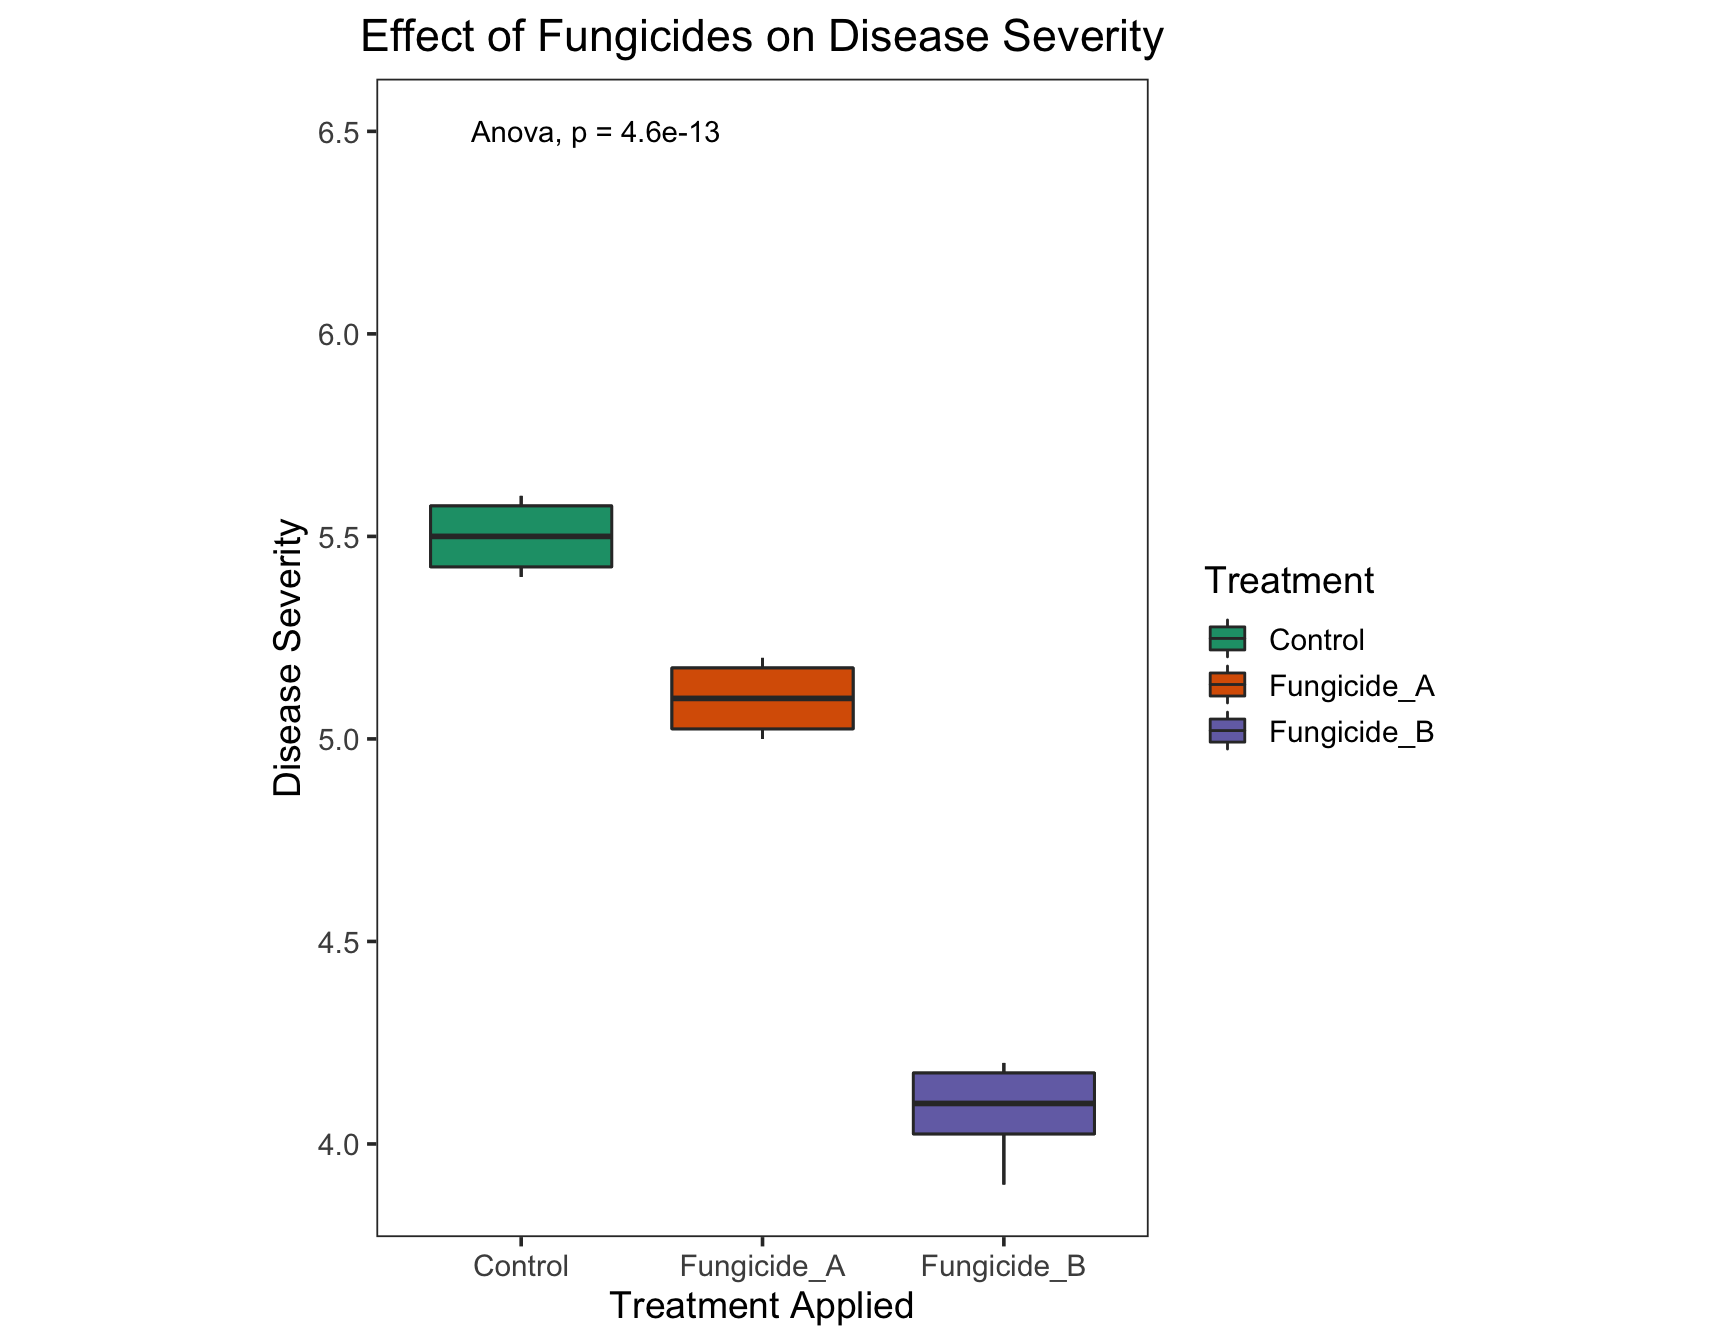 Effect of Fungicides on Disease Severity
Anova, p = 4.6e-13
6.5
6.0
5.5
5.0
4.5
4.0
Disease Severity
Control
Fungicide_A
Fungicide_B
Treatment Applied
Treatment
Control
Fungicide_A
Fungicide_B